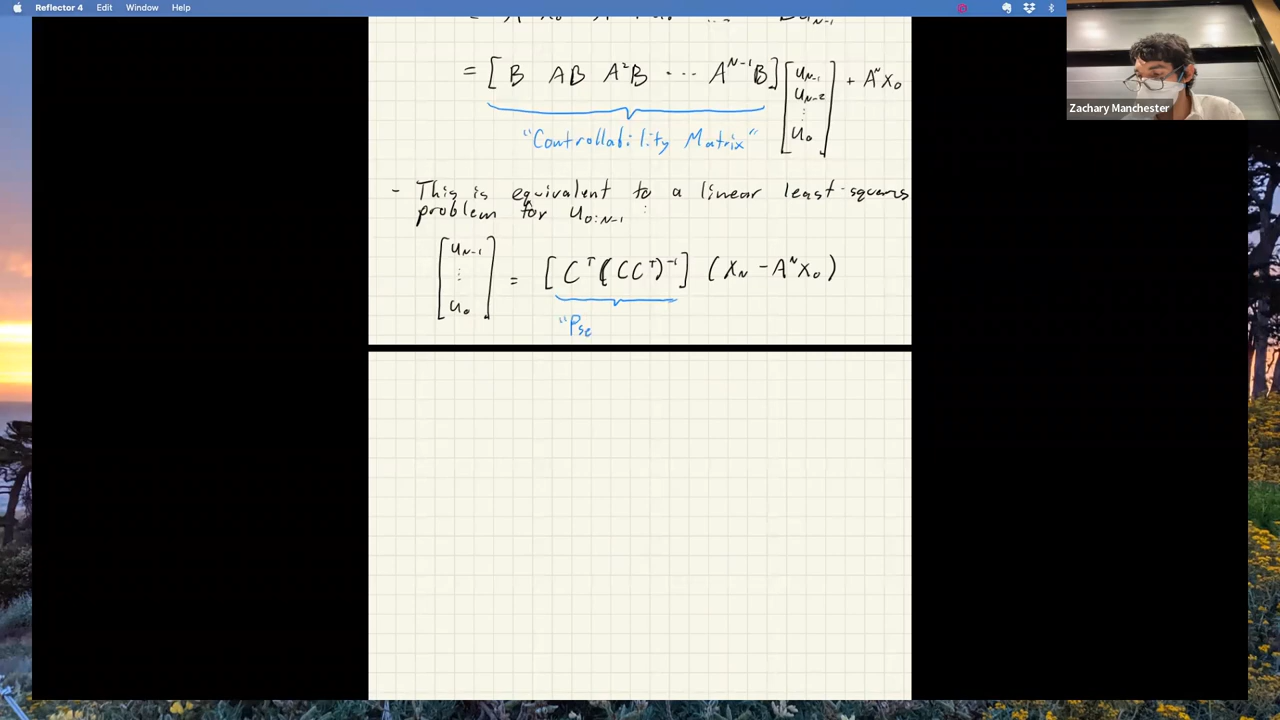 Reflector 4 Edit Window Help
Zachary Manchester
= [ B AB A²B ⋯ A^{N-1}B ] [ u_{N-1} u_{N-2} ⋮ u_0 ] + A^N x_0
"Controllability Matrix"
- This is equivalent to a linear least-squares
problem for u_{0:N-1} :
[ u_{N-1} ⋮ u_0 ] = [ C^T (CC^T)^{-1} ] (x_N - A^N x_0)
"Pse